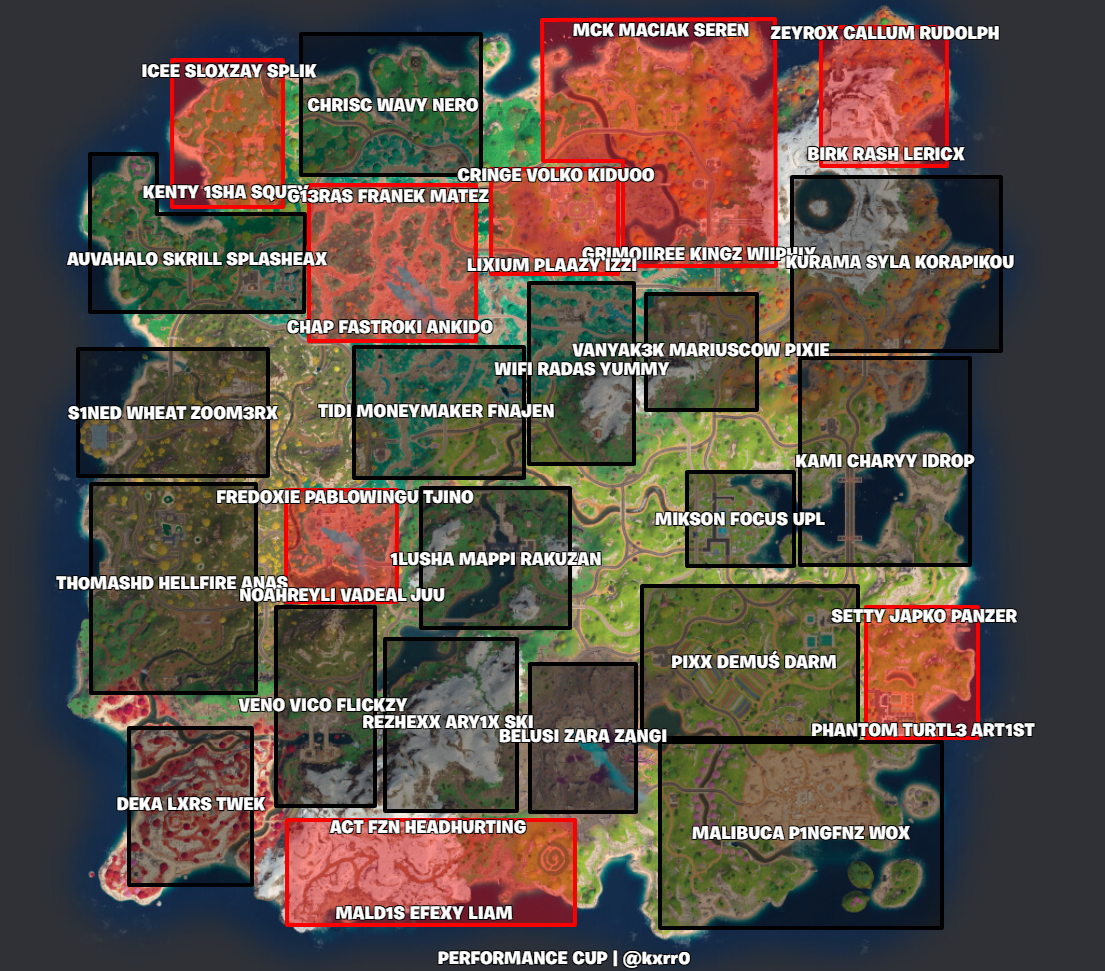 MCK MACIAK SEREN
ZEYROX CALLUM RUDOLPH
ICEE SLOXZAY SPLIK
CHRISC WAVY NERO
BIRK RASH LERICX
CRINGE VOLKO KIDUOO
KENTY 1SHA
G13RAS FRANEK MATEZ
GRIMOIIREE KINGZ
AUVAHALO SKRILL SPLASHEAX
LIXIUM PLAAZY IZZI
KURAMA SYLA KORAPIKOU
CHAP FASTROKI ANKIDO
VANYAK3K MARIUSCOW PIXIE
WIFI RADAS YUMMY
S1NED WHEAT ZOOM3RX
TIDI MONEYMAKER FNAJEN
KAMI CHARYY IDROP
FREDOXIE PABLOWINGU TJINO
MIKSON FOCUS UPL
1LUSHA MAPPI RAKUZAN
THOMASHD HELLFIRE ANAS
NOAHREYLI VADEAL JUU
SETTY JAPKO PANZER
PIXX DEMUŚ DARM
VENO VICO FLICKZY
REZHEXX ARY1X SKI
PHANTOM TURTL3 ART1ST
BELUSI ZARA ZANGI
DEKA LXRS TWEK
ACT FZN HEADHURTING
MALIBUCA P1NGFNZ WOX
MALD1S EFEXY LIAM
PERFORMANCE CUP | @kxrr0